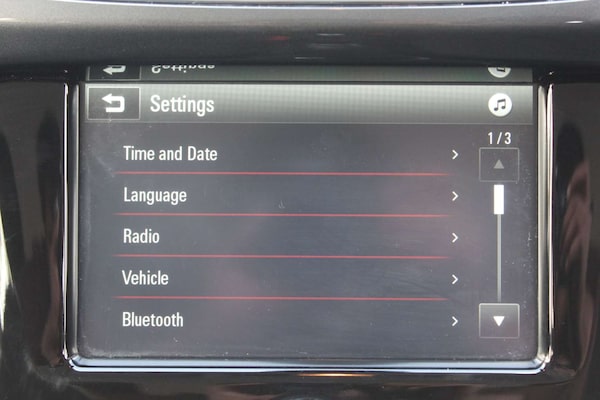 Settings
1/3
Time and Date
Language
Radio
Vehicle
Bluetooth